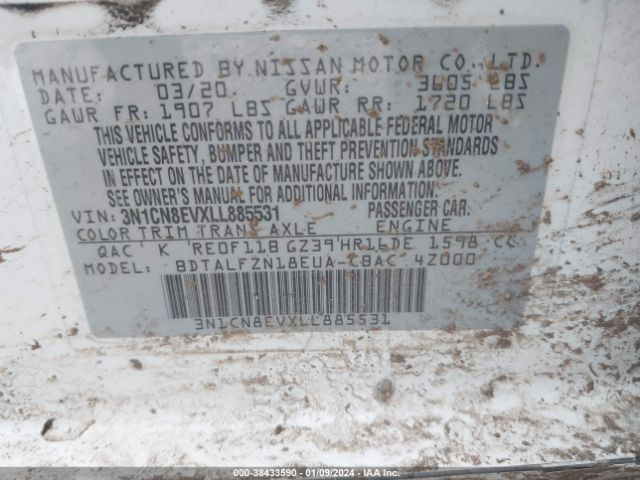 MANUFACTURED BY NISSAN MOTOR CO., LTD.
DATE: 03/20. GVWR: 3605 LBS
GAWR FR: 1907 LBS GAWR RR: 1720 LBS
THIS VEHICLE CONFORMS TO ALL APPLICABLE FEDERAL MOTOR
VEHICLE SAFETY, BUMPER AND THEFT PREVENTION STANDARDS
IN EFFECT ON THE DATE OF MANUFACTURE SHOWN ABOVE.
SEE OWNER'S MANUAL FOR ADDITIONAL INFORMATION.
VIN: 3N1CN8EVXLL885531 PASSENGER CAR.
COLOR TRIM TRANS AXLE ENGINE
QAC K RE0F11B GZ39 HR16DE 1598 CC
MODEL: BDTALFZN18EUA-CBAC 4Z000
3N1CN8EVXLL885531
000-38433590 — 01/09/2024 — IAAI.COM